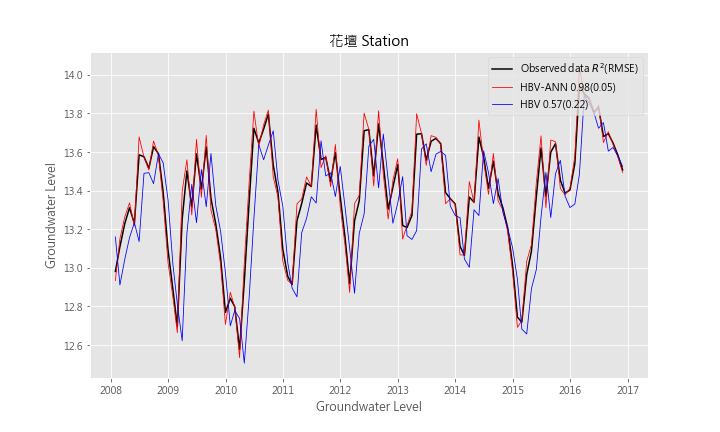 花壇 Station
Observed data R²(RMSE)
HBV-ANN 0.98(0.05)
HBV 0.57(0.22)
Groundwater Level
14.0
13.8
13.6
13.4
13.2
13.0
12.8
12.6
2008 2009 2010 2011 2012 2013 2014 2015 2016 2017
Groundwater Level